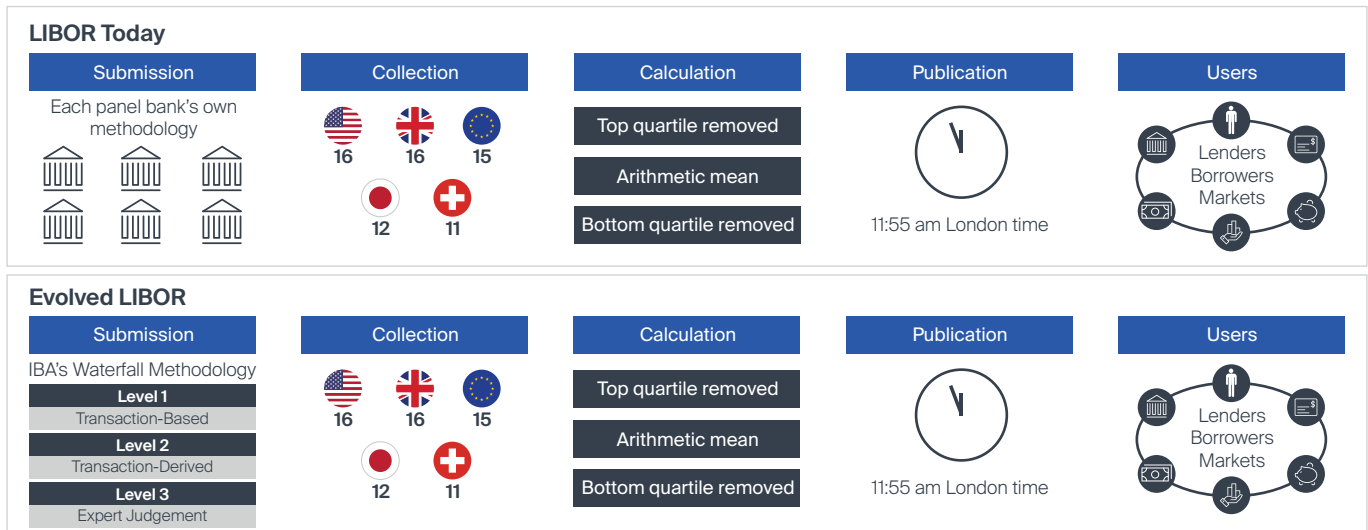 LIBOR Today
Submission
Each panel bank's own
methodology
Collection
16
16
15
12
11
Calculation
Top quartile removed
Arithmetic mean
Bottom quartile removed
Publication
11:55 am London time
Users
Lenders
Borrowers
Markets
Evolved LIBOR
Submission
IBA's Waterfall Methodology
Level 1
Transaction-Based
Level 2
Transaction-Derived
Level 3
Expert Judgement
Collection
16
16
15
12
11
Calculation
Top quartile removed
Arithmetic mean
Bottom quartile removed
Publication
11:55 am London time
Users
Lenders
Borrowers
Markets